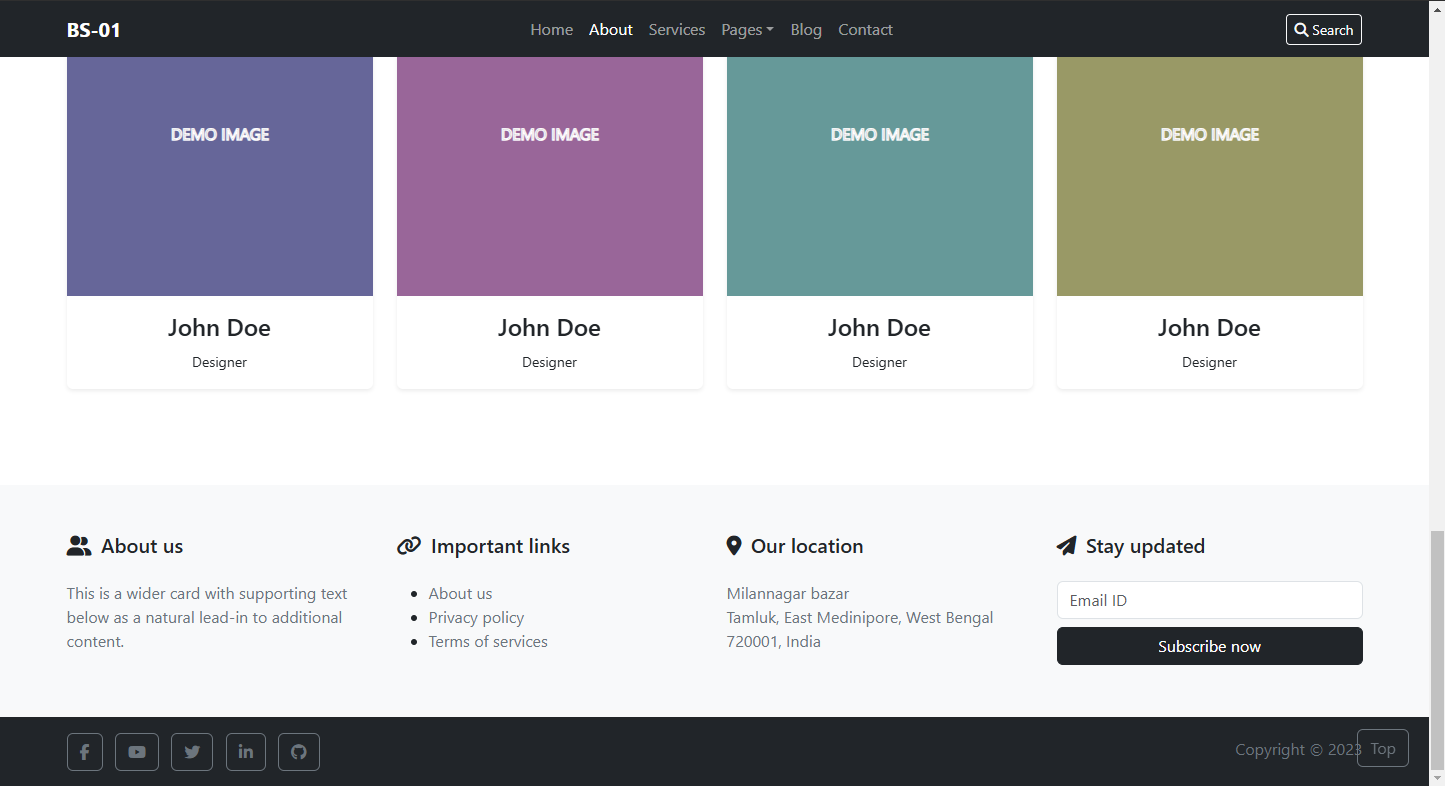 BS-01
Home About Services Pages Blog Contact
Search
DEMO IMAGE DEMO IMAGE DEMO IMAGE DEMO IMAGE
John Doe John Doe John Doe John Doe
Designer Designer Designer Designer
About us
This is a wider card with supporting text
below as a natural lead-in to additional
content.
Important links
About us
Privacy policy
Terms of services
Our location
Milannagar bazar
Tamluk, East Medinipore, West Bengal
720001, India
Stay updated
Email ID
Subscribe now
Copyright © 2023
Top